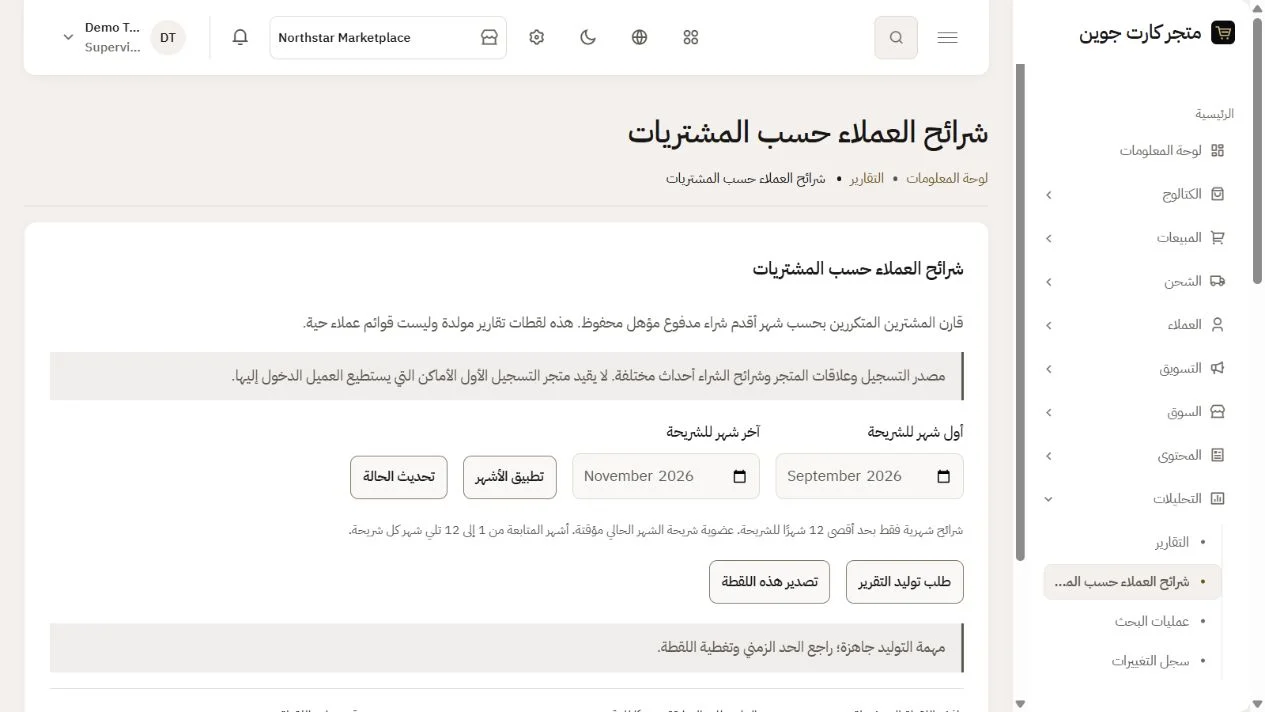 متجر كارت جوين
Northstar Marketplace
DT
Demo T...
Supervi...
الرئيسية
لوحة المعلومات
الكتالوج
المبيعات
الشحن
العملاء
التسويق
السوق
المحتوى
التحليلات
التقارير
شرائح العملاء حسب المـ...
عمليات البحث
سجل التغييرات
شرائح العملاء حسب المشتريات
لوحة المعلومات • التقارير • شرائح العملاء حسب المشتريات
شرائح العملاء حسب المشتريات
قارن المشترين المتكررين بحسب شهر أقدم شراء مدفوع مؤهل محفوظ. هذه لقطات تقارير مولدة وليست قوائم عملاء حية.
مصدر التسجيل وعلاقات المتجر وشرائح الشراء أحداث مختلفة. لا يقيد متجر التسجيل الأول الأماكن التي يستطيع العميل الدخول إليها.
أول شهر للشريحة
آخر شهر للشريحة
September 2026
November 2026
تطبيق الأشهر
تحديث الحالة
شرائح شهرية فقط بحد أقصى 12 شهرًا للشريحة. عضوية شريحة الشهر الحالي مؤقتة. أشهر المتابعة من 1 إلى 12 تلي شهر كل شريحة.
طلب توليد التقرير
تصدير هذه اللقطة
مهمة التوليد جاهزة؛ راجع الحد الزمني وتغطية اللقطة.